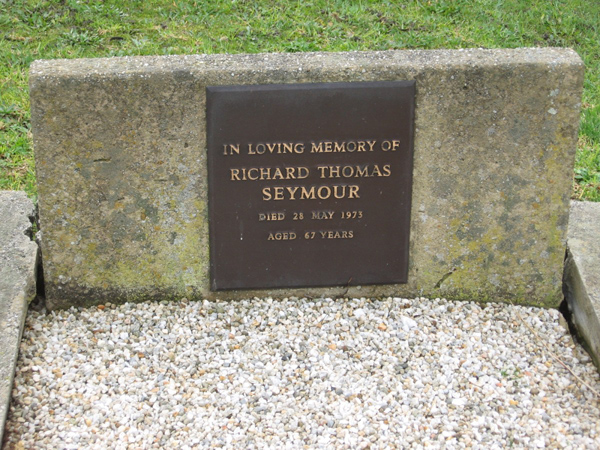 IN LOVING MEMORY OF
RICHARD THOMAS
SEYMOUR
DIED 28 MAY 1973
AGED 67 YEARS